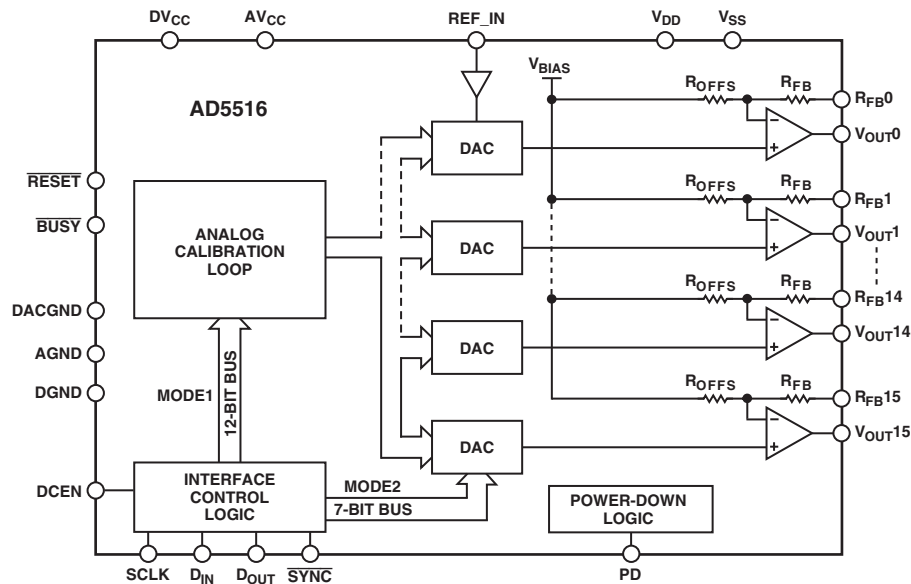 DVCC AVCC REF_IN VDD VSS
AD5516
VBIAS
ROFFS RFB RFB0
DAC
VOUT0
RESET
BUSY
ANALOG
CALIBRATION
LOOP
ROFFS RFB RFB1
DAC
VOUT1
DACGND
AGND
DGND
ROFFS RFB RFB14
DAC
VOUT14
MODE1
12-BIT BUS
ROFFS RFB RFB15
DAC
VOUT15
DCEN
INTERFACE
CONTROL
LOGIC
MODE2
7-BIT BUS
POWER-DOWN
LOGIC
SCLK DIN DOUT SYNC PD